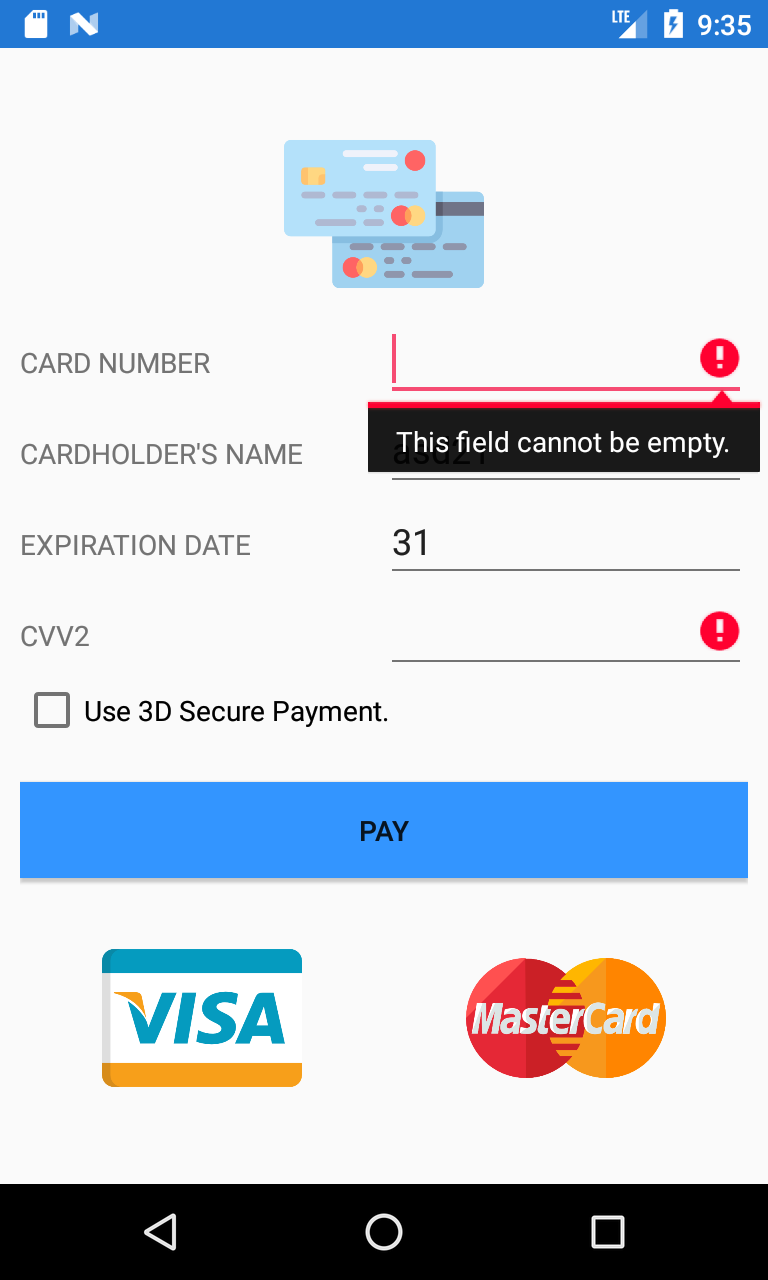 LTE 9:35
CARD NUMBER
This field cannot be empty.
CARDHOLDER'S NAME
EXPIRATION DATE 31
CVV2
Use 3D Secure Payment.
PAY
VISA MasterCard